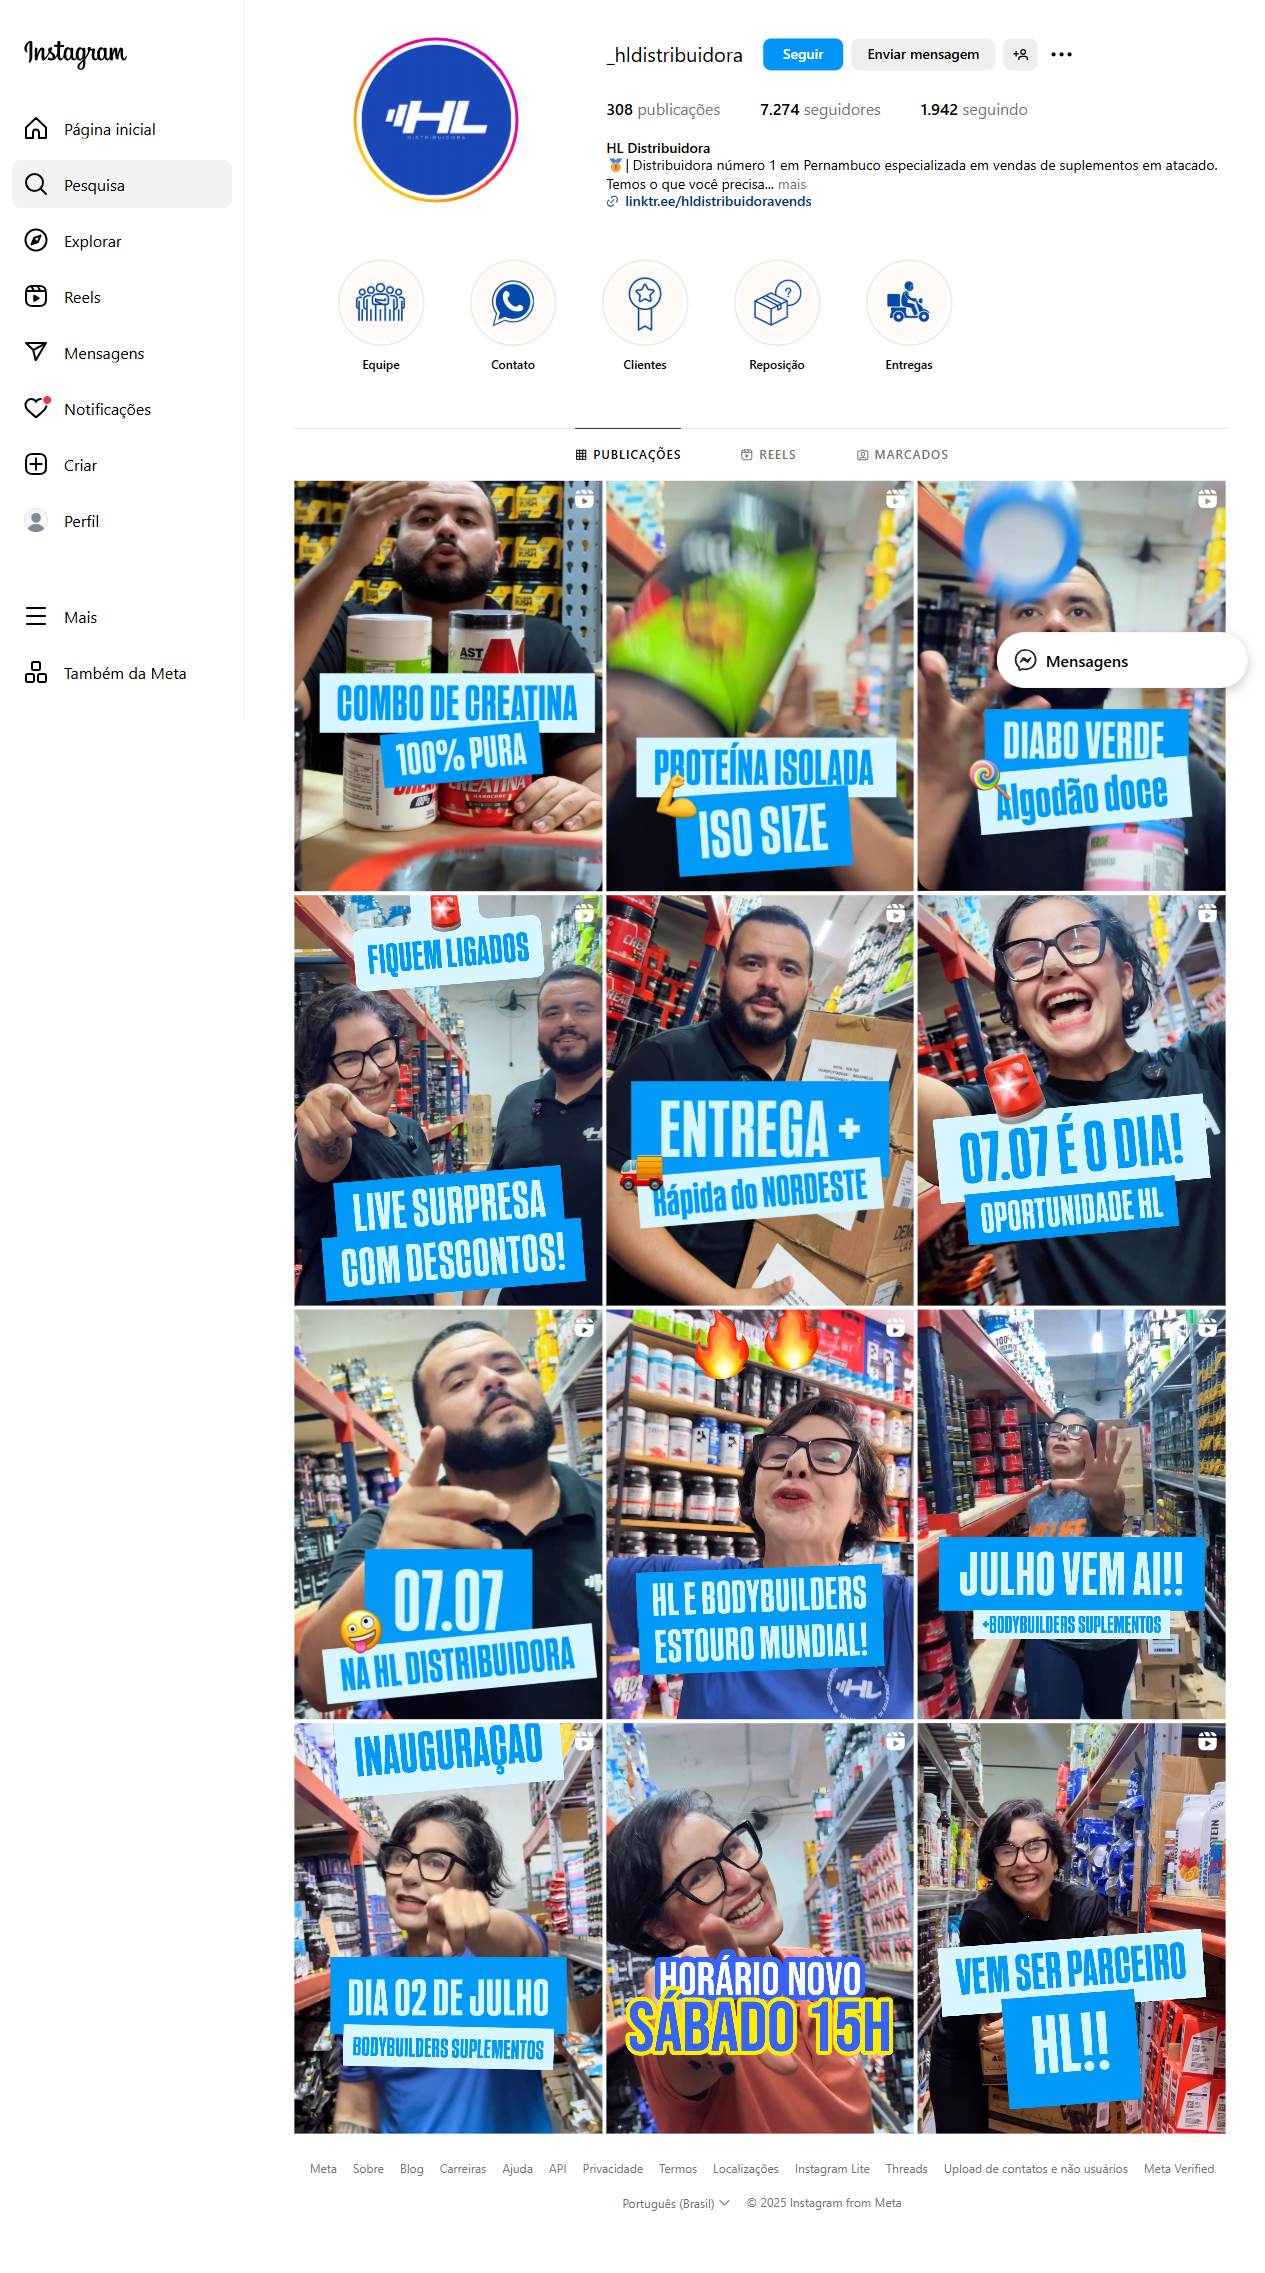 Instagram
Página inicial
Pesquisa
Explorar
Reels
Mensagens
Notificações
Criar
Perfil
Mais
Também da Meta
HL
DISTRIBUIDORA
_hldistribuidora
Seguir
Enviar mensagem
308 publicações
7.274 seguidores
1.942 seguindo
HL Distribuidora
🥇| Distribuidora número 1 em Pernambuco especializada em vendas de suplementos em atacado.
Temos o que você precisa... mais
linktr.ee/hldistribuidoravends
Equipe
Contato
Clientes
Reposição
Entregas
PUBLICAÇÕES
REELS
MARCADOS
AST
COMBO DE CREATINA
100% PURA
CREATINA
PROTEÍNA ISOLADA
ISO SIZE
Mensagens
DIABO VERDE
Algodão doce
FIQUEM LIGADOS
LIVE SURPRESA
COM DESCONTOS!
ENTREGA +
Rápida do NORDESTE
07.07 É O DIA!
OPORTUNIDADE HL
07.07
NA HL DISTRIBUIDORA
HL E BODYBUILDERS
ESTOURO MUNDIAL!
HL
JULHO VEM AI!!
+BODYBUILDERS SUPLEMENTOS
INAUGURAÇÃO
DIA 02 DE JULHO
BODYBUILDERS SUPLEMENTOS
HORÁRIO NOVO
SÁBADO 15H
VEM SER PARCEIRO
HL!!
Meta
Sobre
Blog
Carreiras
Ajuda
API
Privacidade
Termos
Localizações
Instagram Lite
Threads
Upload de contatos e não usuários
Meta Verified
Português (Brasil)
© 2025 Instagram from Meta